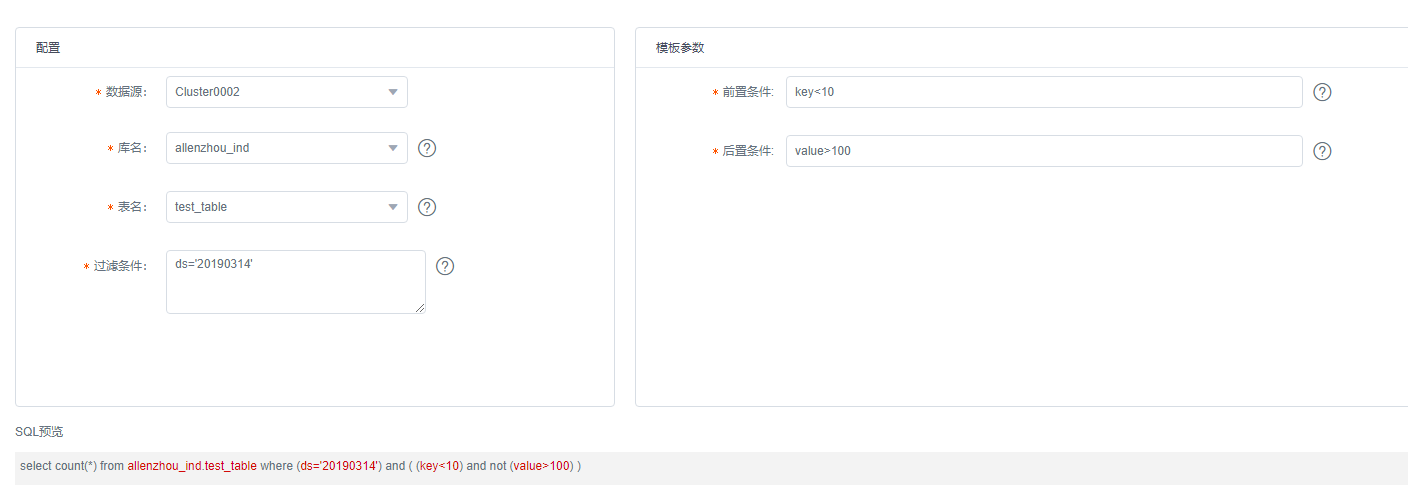 配置
* 数据源: Cluster0002
* 库名: allenzhou_ind
* 表名: test_table
* 过滤条件: ds='20190314'
模板参数
* 前置条件: key<10
* 后置条件: value>100
SQL预览
select count(*) from allenzhou_ind.test_table where (ds='20190314') and ( (key<10) and not (value>100) )